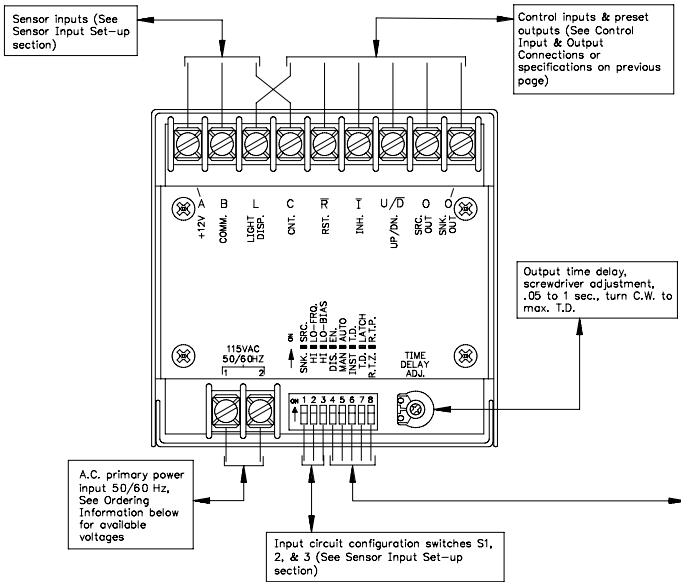 Sensor inputs (See
Sensor Input Set-up
section)
Control inputs & preset
outputs (See Control
Input & Output
Connections or
specifications on previous
page)
A B L C R̅ I̅ U/D̅ O O
+12V
COMM.
LIGHT
DISP.
CNT.
RST.
INH.
UP/DN.
SRC.
OUT
SNK.
OUT
Output time delay,
screwdriver adjustment,
.05 to 1 sec., turn C.W. to
max. T.D.
115VAC
50/60HZ
1 2
ON
SNK. SRC.
HI LO-FRQ.
HI LO-BIAS
DIS. EN.
MAN AUTO
INST T.D.
T.D. LATCH
R.T.Z. R.T.P.
TIME
DELAY
ADJ.
ON 1 2 3 4 5 6 7 8
A.C. primary power
input 50/60 Hz,
See Ordering
Information below
for available
voltages
Input circuit configuration switches S1,
2, & 3 (See Sensor Input Set-up
section)